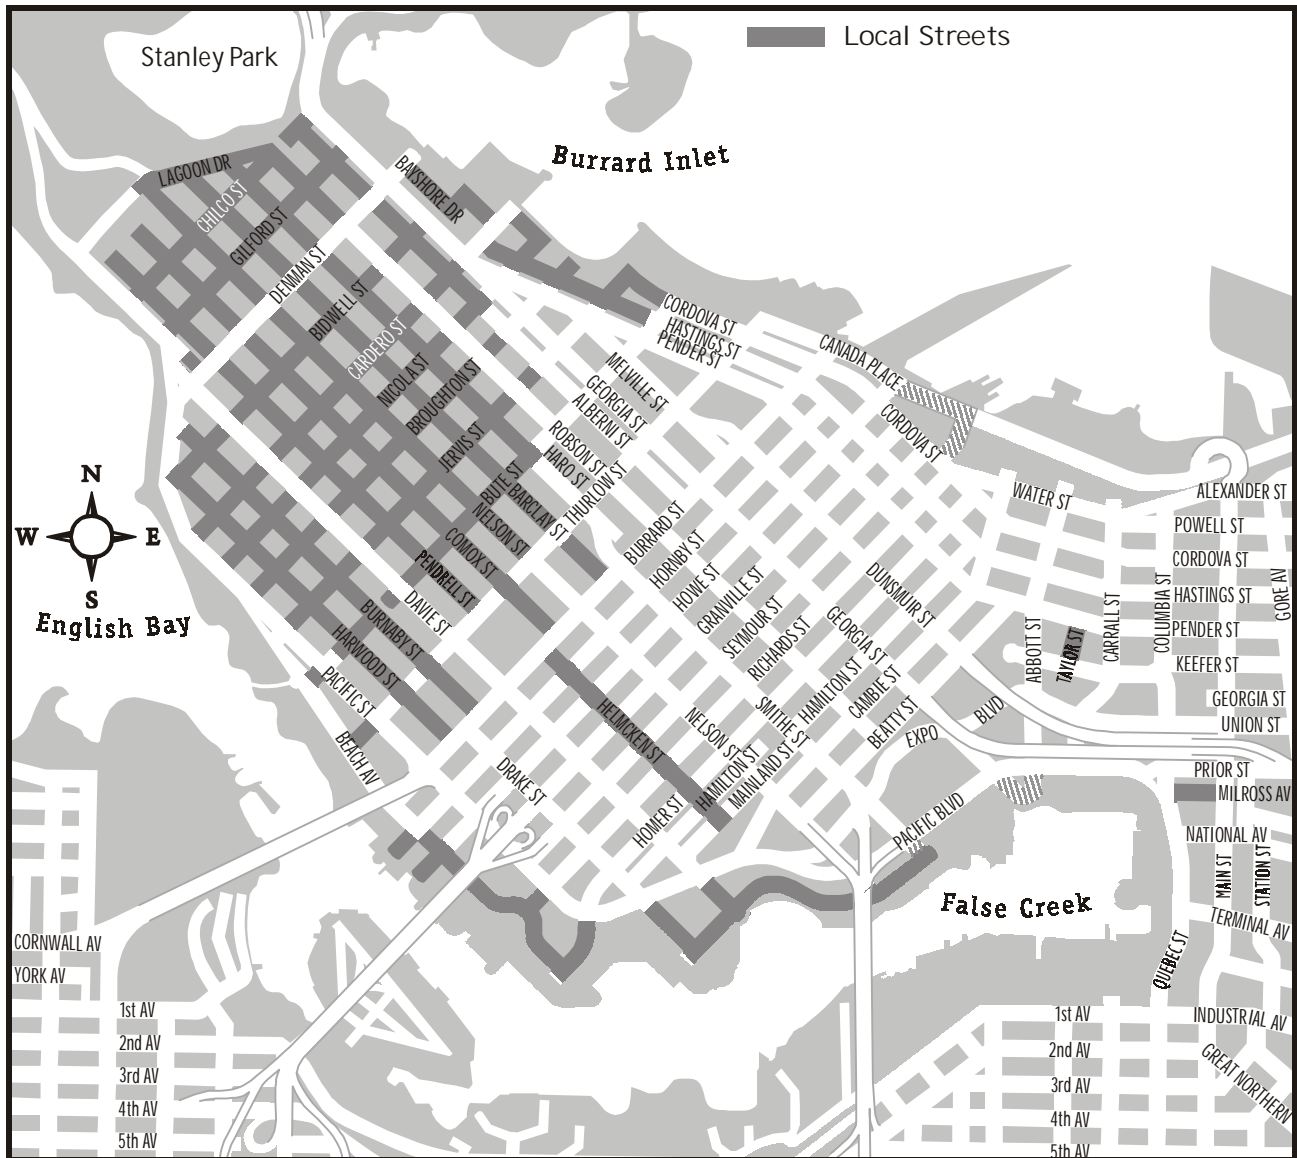 Local Streets
Stanley Park
Burrard Inlet
LAGOON DR
CHILCO ST
GILFORD ST
DENMAN ST
BAYSHORE DR
BIDWELL ST
CARDERO ST
NICOLA ST
BROUGHTON ST
JERVIS ST
BUTE ST
CORDOVA ST
HASTINGS ST
PENDER ST
CANADA PLACE
MELVILLE ST
GEORGIA ST
ALBERNI ST
ROBSON ST
HARO ST
THURLOW ST
BARCLAY ST
NELSON ST
COMOX ST
PENDRELL ST
DAVIE ST
BURNABY ST
HARWOOD ST
PACIFIC ST
BEACH AV
CORDOVA ST
WATER ST
ALEXANDER ST
POWELL ST
CORDOVA ST
HASTINGS ST
PENDER ST
KEEFER ST
GEORGIA ST
UNION ST
PRIOR ST
MILROSS AV
NATIONAL AV
TERMINAL AV
INDUSTRIAL AV
GREAT NORTHERN
GORE AV
COLUMBIA ST
CARRALL ST
TAYLOR ST
ABBOTT ST
MAIN ST
STATION ST
QUEBEC ST
N
W
E
S
English Bay
BURRARD ST
HORNBY ST
HOWE ST
GRANVILLE ST
SEYMOUR ST
RICHARDS ST
DUNSMUIR ST
GEORGIA ST
HAMILTON ST
CAMBIE ST
BEATTY ST
EXPO
BLVD
SMITHE ST
NELSON ST
HAMILTON ST
MAINLAND ST
HELMCKEN ST
HOMER ST
DRAKE ST
PACIFIC BLVD
False Creek
CORNWALL AV
YORK AV
1st AV
2nd AV
3rd AV
4th AV
5th AV
1st AV
2nd AV
3rd AV
4th AV
5th AV